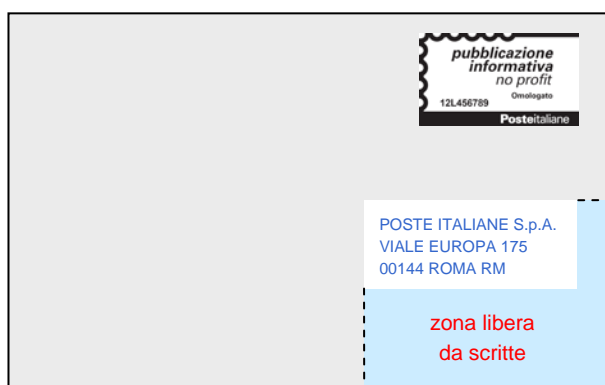 pubblicazione
informativa
no profit
Omologato
12L456789
Posteitaliane
POSTE ITALIANE S.p.A.
VIALE EUROPA 175
00144 ROMA RM
zona libera
da scritte